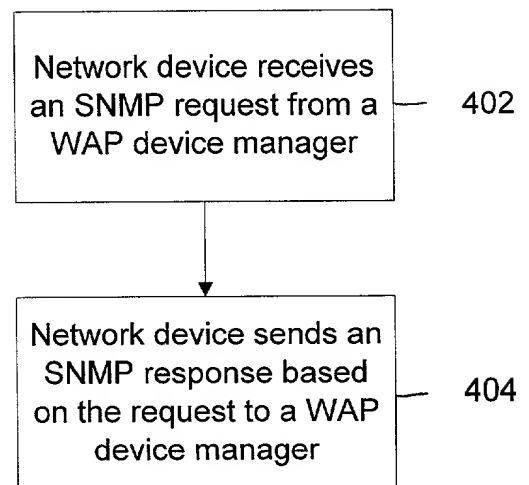 Network device receives
an SNMP request from a
WAP device manager
402
Network device sends an
SNMP response based
on the request to a WAP
device manager
404